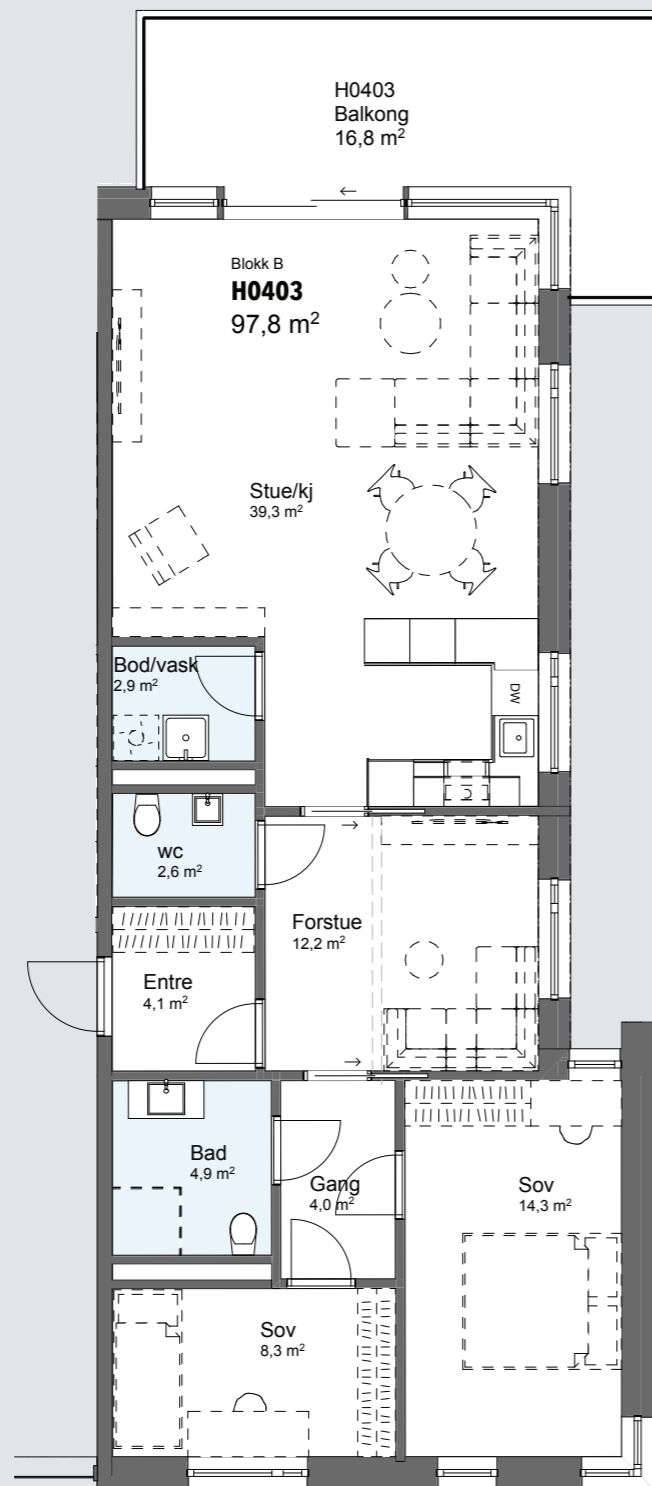 H0403
Balkong
16,8 m²
Blokk B
H0403
97,8 m²
Stue/kj
39,3 m²
Bod/vask
2,9 m²
DW
wc
2,6 m²
Forstue
12,2 m²
Entre
4,1 m²
Bad
4,9 m²
Gang
4,0 m²
Sov
14,3 m²
Sov
8,3 m²